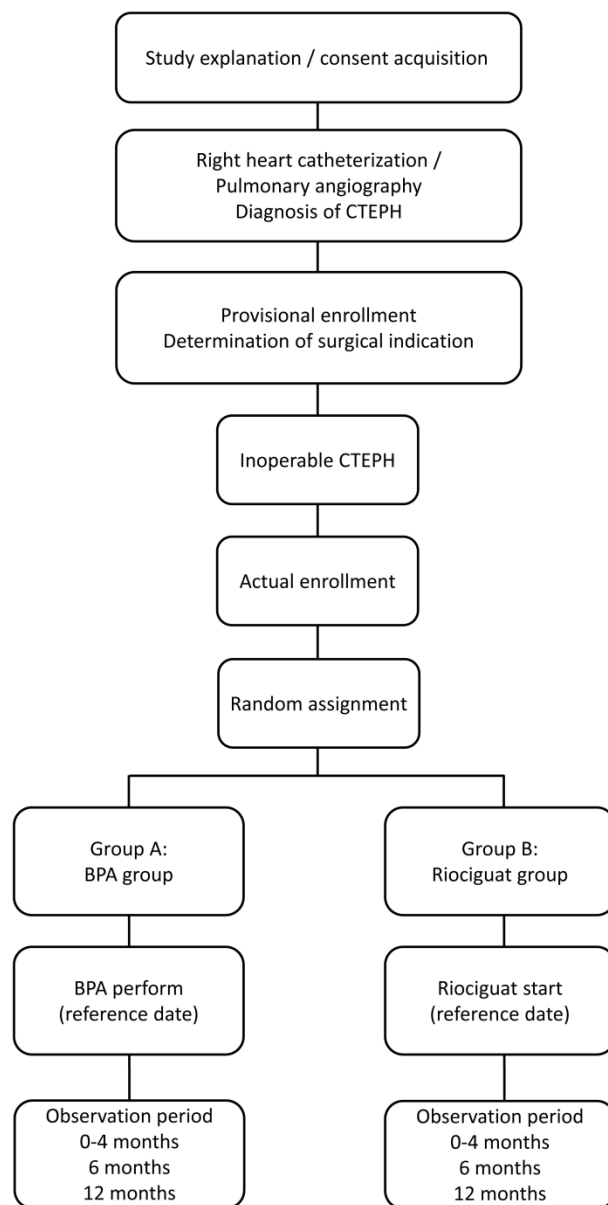 Study explanation / consent acquisition
Right heart catheterization /
Pulmonary angiography
Diagnosis of CTEPH
Provisional enrollment
Determination of surgical indication
Inoperable CTEPH
Actual enrollment
Random assignment
Group A:
BPA group
Group B:
Riociguat group
BPA perform
(reference date)
Riociguat start
(reference date)
Observation period
0-4 months
6 months
12 months
Observation period
0-4 months
6 months
12 months